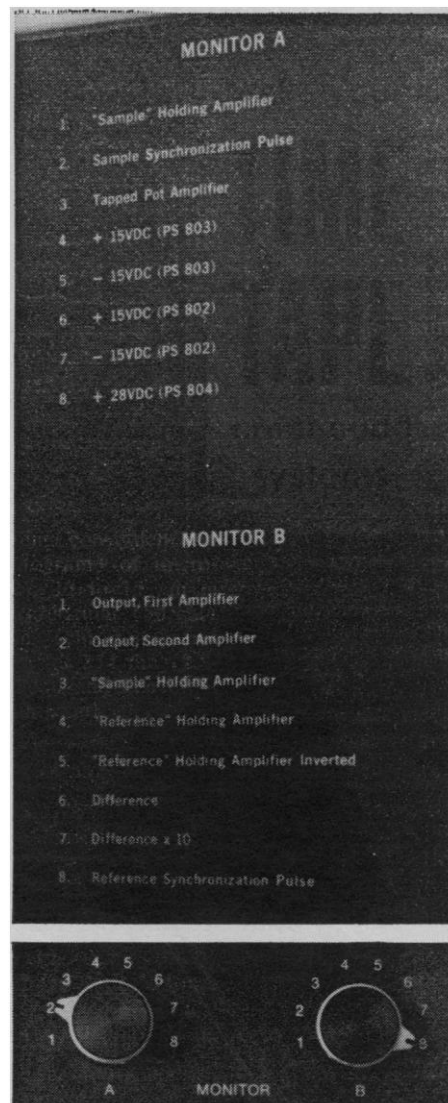 MONITOR A
1. "Sample" Holding Amplifier
2. Sample Synchronization Pulse
3. Tapped Pot Amplifier
4 + 15VDC (PS 803)
5. - 15VDC (PS 803)
6. + 15VDC (PS 802)
7. - 15VDC (PS 802)
8. + 28VDC (PS 804)
MONITOR B
1. Output, First Amplifier
2. Output, Second Amplifier
3. "Sample" Holding Amplifier
4. "Reference" Holding Amplifier
5. "Reference" Holding Amplifier Inverted
6. Difference
7. Difference x 10
8. Reference Synchronization Pulse
1 2 3 4 5 6 7 8
1 2 3 4 5 6 7 8
A MONITOR B